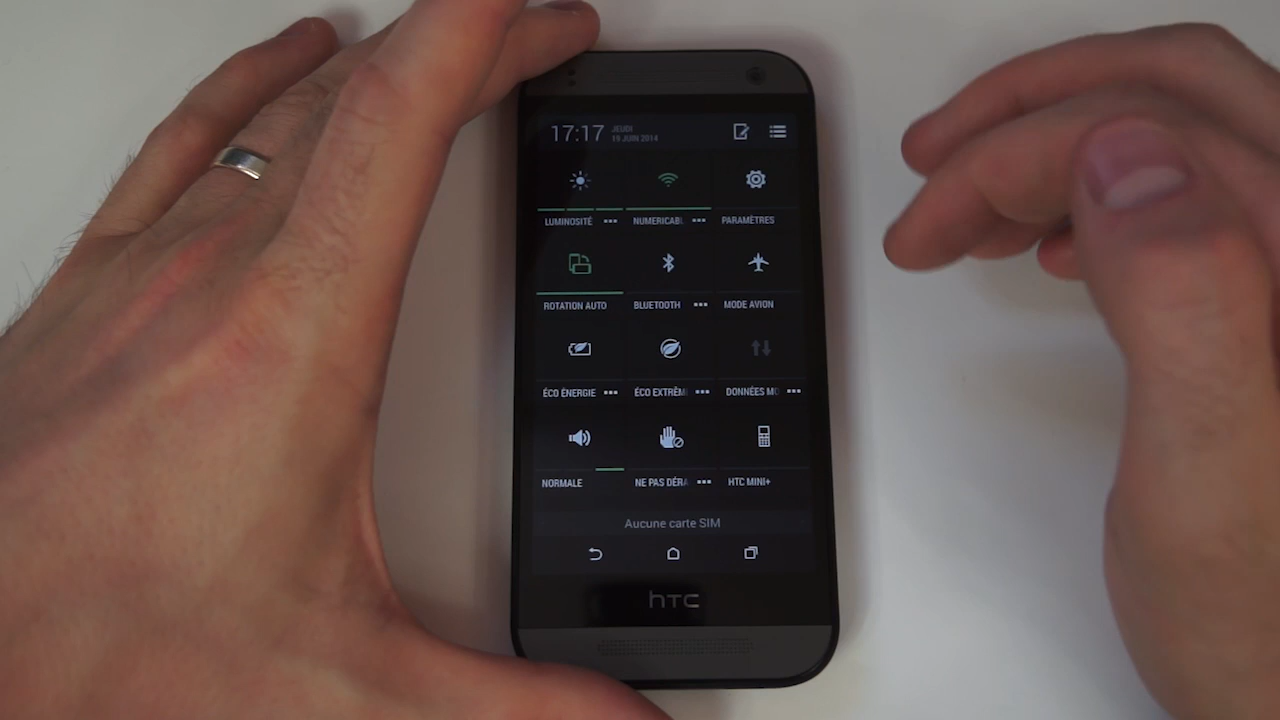 17:17 JEUDI
19 JUIN 2014
LUMINOSITÉ NUMERICABL PARAMÈTRES
ROTATION AUTO BLUETOOTH MODE AVION
ÉCO ÉNERGIE ÉCO EXTRÊM DONNÉES MO
NORMALE NE PAS DÉRA HTC MINI+
Aucune carte SIM
hTC